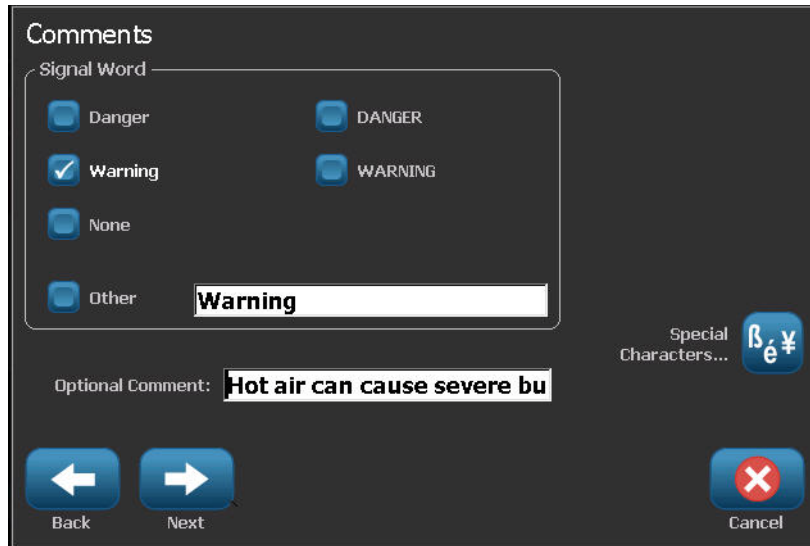 Comments
Signal Word
Danger
DANGER
Warning
WARNING
None
Other
Warning
Special
Characters...
ß é ¥
Optional Comment:
Hot air can cause severe bu
Back
Next
Cancel